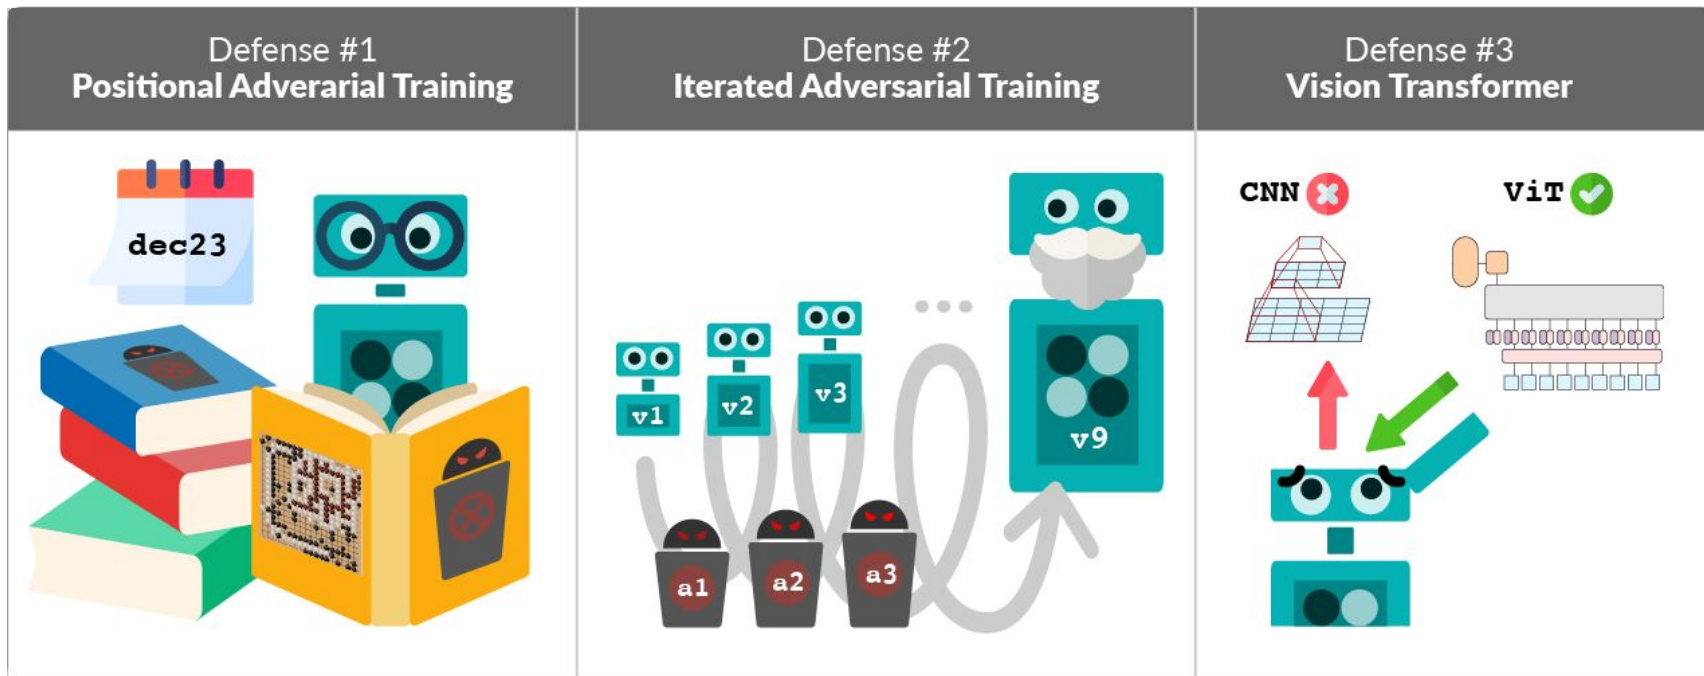 Defense #1
Positional Adverarial Training
dec23
Defense #2
Iterated Adversarial Training
v1
v2
v3
...
v9
a1
a2
a3
Defense #3
Vision Transformer
CNN
ViT